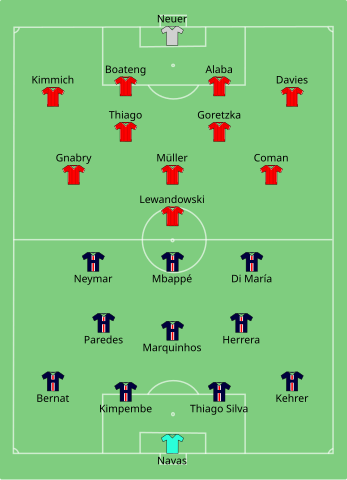 Neuer
Boateng Alaba
Kimmich Davies
Thiago Goretzka
Gnabry Müller Coman
Lewandowski
Neymar Mbappé Di María
Paredes Marquinhos Herrera
Bernat Kimpembe Thiago Silva Kehrer
Navas